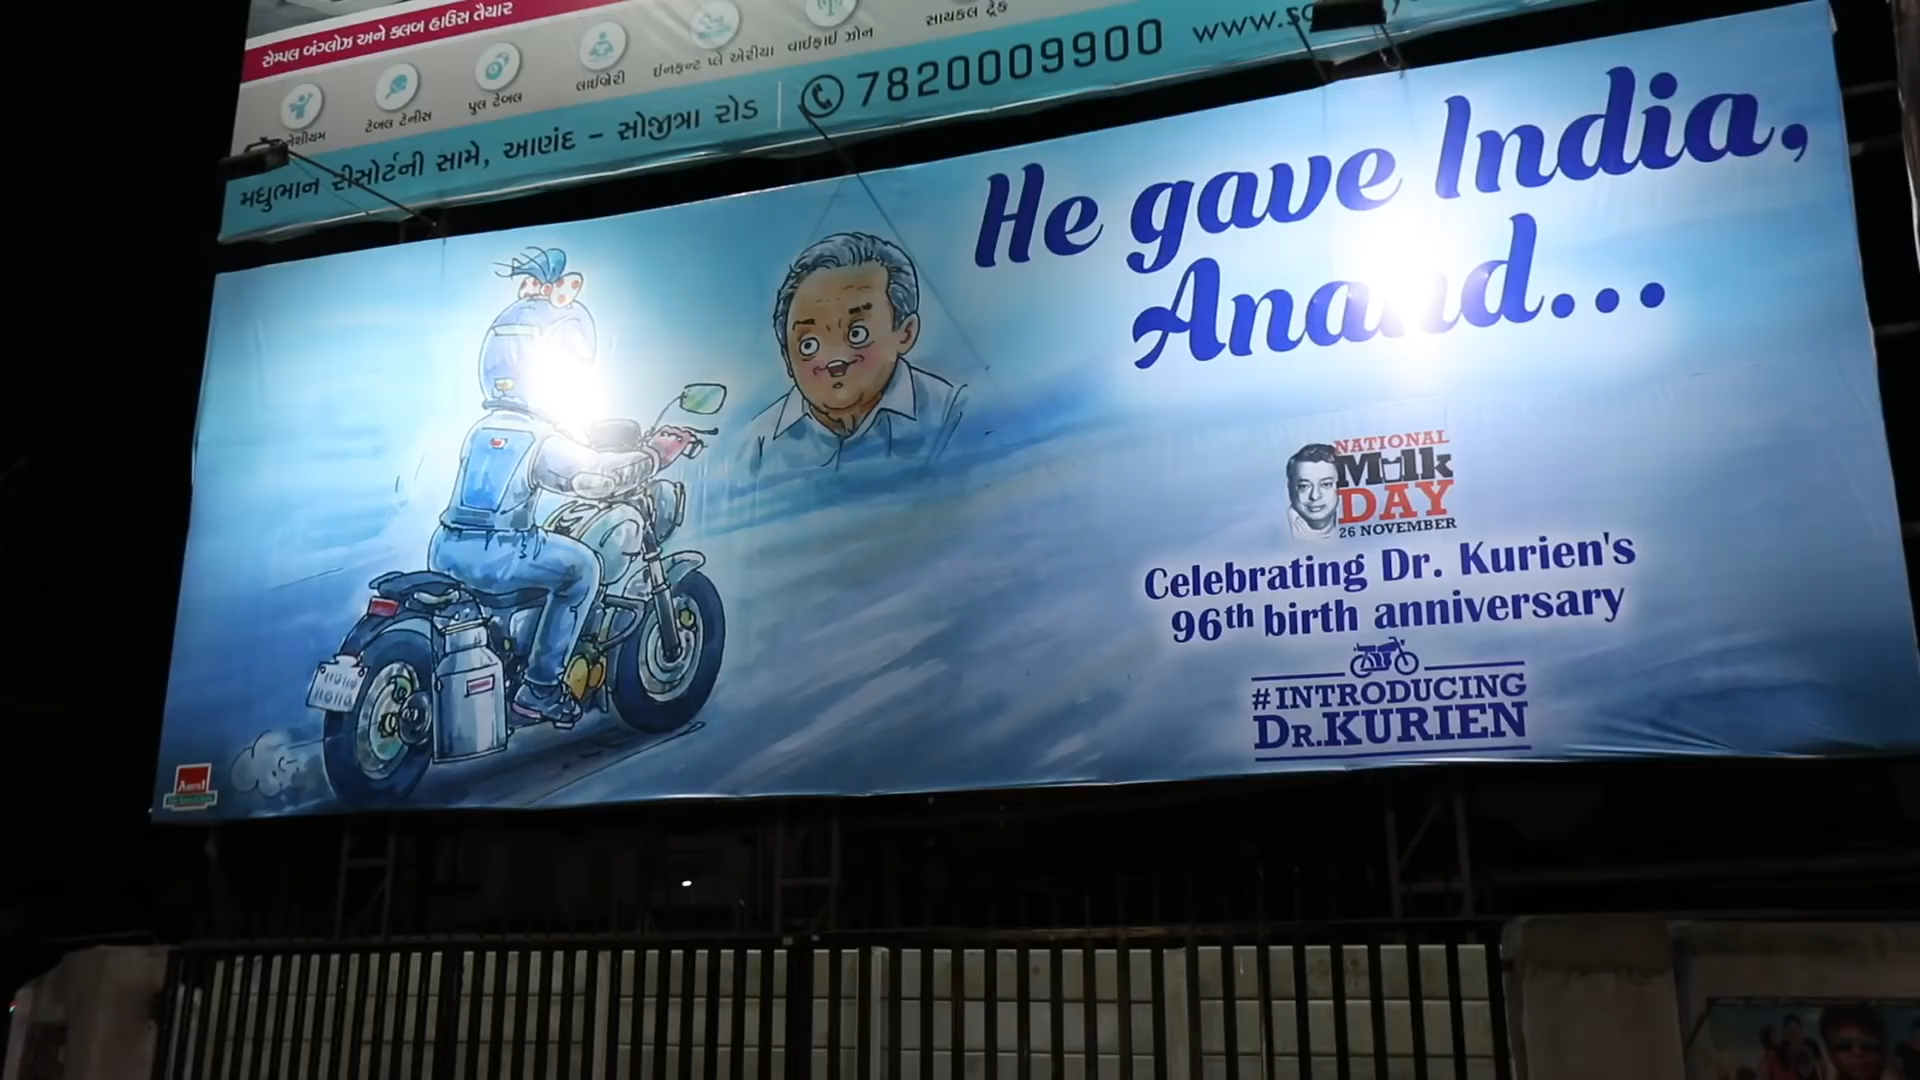 સેમ્પલ બંગ્લોઝ અને ક્લબ હાઉસ તૈયાર
ટેબલ ટેનીસ
પુલ ટેબલ
લાઈબ્રેરી
ઈનફન્ટ પ્લે એરીયા
વાઈફાઈ ઝોન
સાયકલ ટ્રેક
મધુભાન રીસોર્ટની સામે, આણંદ – સોજીત્રા રોડ
7820009900
He gave India,
Anand...
NATIONAL
Milk
DAY
26 NOVEMBER
Celebrating Dr. Kurien's
96th birth anniversary
#INTRODUCING
DR.KURIEN
Amul